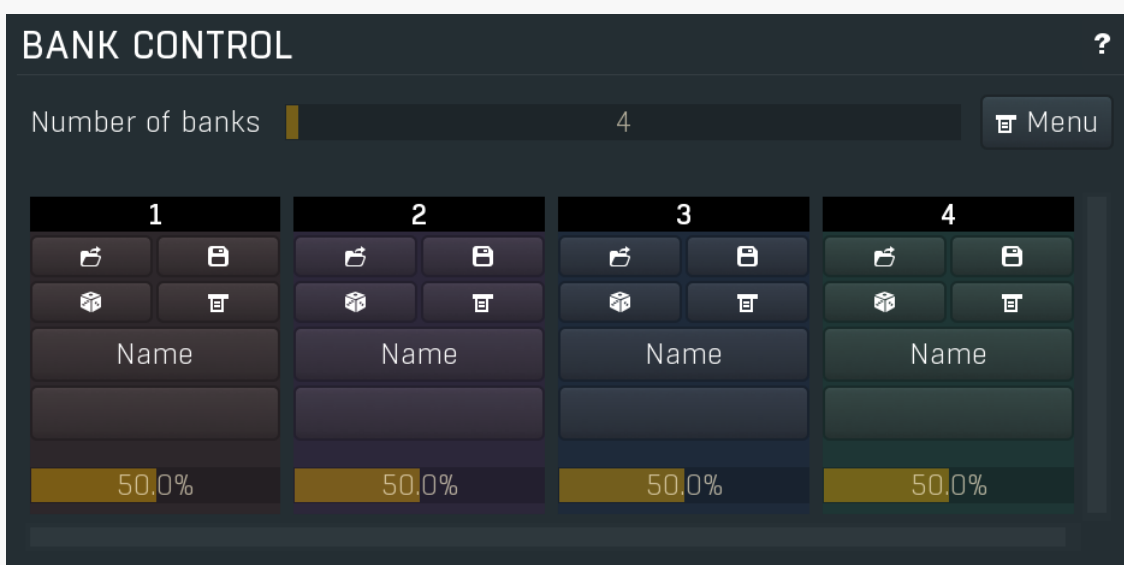 BANK CONTROL ?
Number of banks 4 Menu
1 2 3 4
Name Name Name Name
50.0% 50.0% 50.0% 50.0%